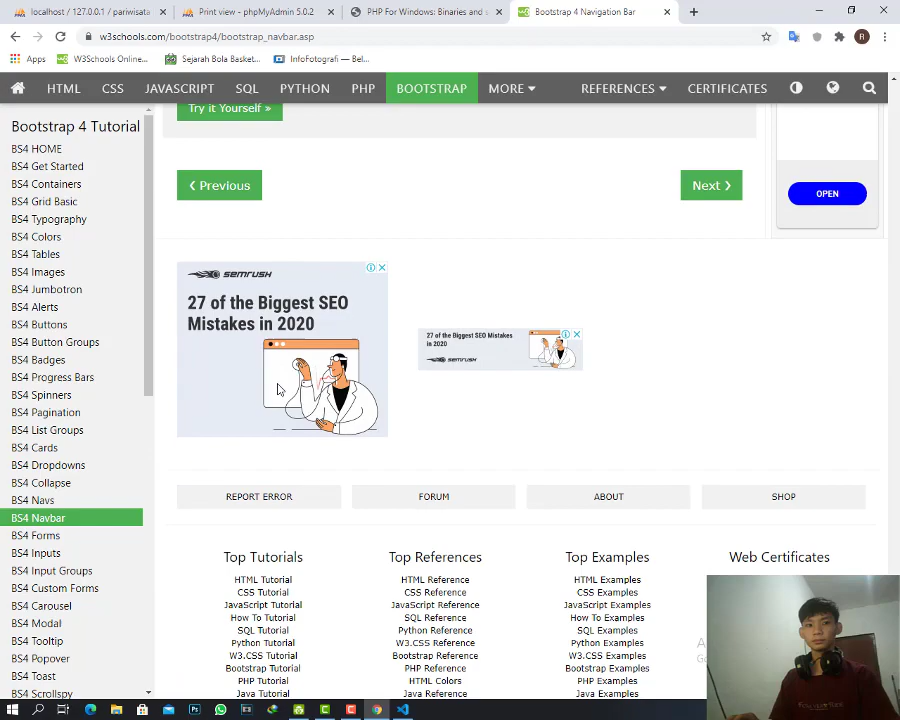 localhost / 127.0.0.1 / pariwisata
Print view - phpMyAdmin 5.0.2
PHP For Windows: Binaries and s
Bootstrap 4 Navigation Bar
w3schools.com/bootstrap4/bootstrap_navbar.asp
R
Apps
W3Schools Online...
Sejarah Bola Basket...
InfoFotografi — Bel...
HTML
CSS
JAVASCRIPT
SQL
PYTHON
PHP
BOOTSTRAP
MORE
REFERENCES
CERTIFICATES
Bootstrap 4 Tutorial
BS4 HOME
BS4 Get Started
BS4 Containers
BS4 Grid Basic
BS4 Typography
BS4 Colors
BS4 Tables
BS4 Images
BS4 Jumbotron
BS4 Alerts
BS4 Buttons
BS4 Button Groups
BS4 Badges
BS4 Progress Bars
BS4 Spinners
BS4 Pagination
BS4 List Groups
BS4 Cards
BS4 Dropdowns
BS4 Collapse
BS4 Navs
BS4 Navbar
BS4 Forms
BS4 Inputs
BS4 Input Groups
BS4 Custom Forms
BS4 Carousel
BS4 Modal
BS4 Tooltip
BS4 Popover
BS4 Toast
BS4 Scrollspy
Try it Yourself »
❮ Previous
Next ❯
OPEN
SEMRUSH
27 of the Biggest SEO
Mistakes in 2020
27 of the Biggest SEO Mistakes
in 2020
SEMRUSH
REPORT ERROR
FORUM
ABOUT
SHOP
Top Tutorials
HTML Tutorial
CSS Tutorial
JavaScript Tutorial
How To Tutorial
SQL Tutorial
Python Tutorial
W3.CSS Tutorial
Bootstrap Tutorial
PHP Tutorial
Java Tutorial
Top References
HTML Reference
CSS Reference
JavaScript Reference
SQL Reference
Python Reference
W3.CSS Reference
Bootstrap Reference
PHP Reference
HTML Colors
Java Reference
Top Examples
HTML Examples
CSS Examples
JavaScript Examples
How To Examples
SQL Examples
Python Examples
W3.CSS Examples
Bootstrap Examples
PHP Examples
Java Examples
Web Certificates